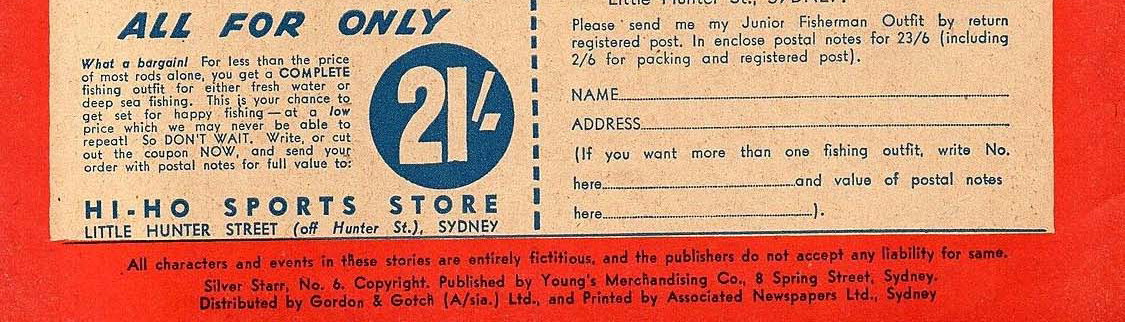 ALL FOR ONLY
What a bargain! For less than the price
of most rods alone, you get a COMPLETE
fishing outfit for either fresh water or
deep sea fishing. This is your chance to
get set for happy fishing—at a low
price which we may never be able to
repeat! So DON'T WAIT. Write, or cut
out the coupon NOW, and send your
order with postal notes for full value to:
21/-
HI-HO SPORTS STORE
LITTLE HUNTER STREET (off Hunter St.), SYDNEY
Little Hunter St., SYDNEY.
Please send me my Junior Fisherman Outfit by return
registered post. In enclose postal notes for 23/6 (including
2/6 for packing and registered post).
NAME
ADDRESS
(If you want more than one fishing outfit, write No.
here and value of postal notes
here ).
All characters and events in these stories are entirely fictitious, and the publishers do not accept any liability for same.
Silver Starr, No. 6. Copyright. Published by Young's Merchandising Co., 8 Spring Street, Sydney.
Distributed by Gordon & Gotch (A/sia.) Ltd., and Printed by Associated Newspapers Ltd., Sydney